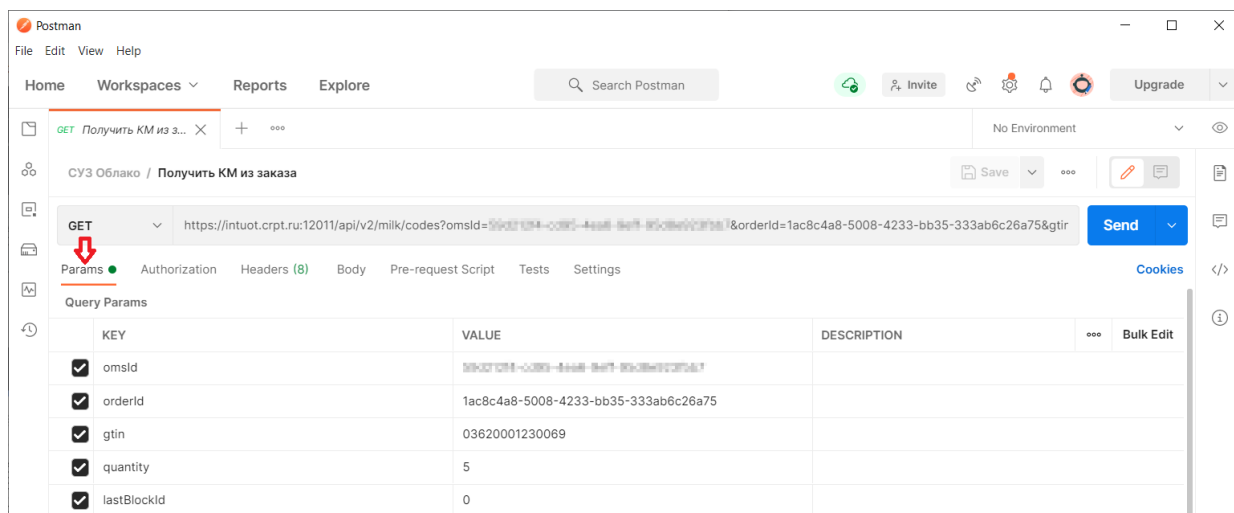 Postman
File Edit View Help
Home Workspaces Reports Explore Search Postman Invite Upgrade
GET Получить КМ из з... No Environment
СУЗ Облако / Получить КМ из заказа Save
GET https://intuot.crpt.ru:12011/api/v2/milk/codes?omsId= &orderId=1ac8c4a8-5008-4233-bb35-333ab6c26a75&gtin Send
Params Authorization Headers (8) Body Pre-request Script Tests Settings Cookies
Query Params
KEY VALUE DESCRIPTION Bulk Edit
omsId
orderId 1ac8c4a8-5008-4233-bb35-333ab6c26a75
gtin 03620001230069
quantity 5
lastBlockId 0